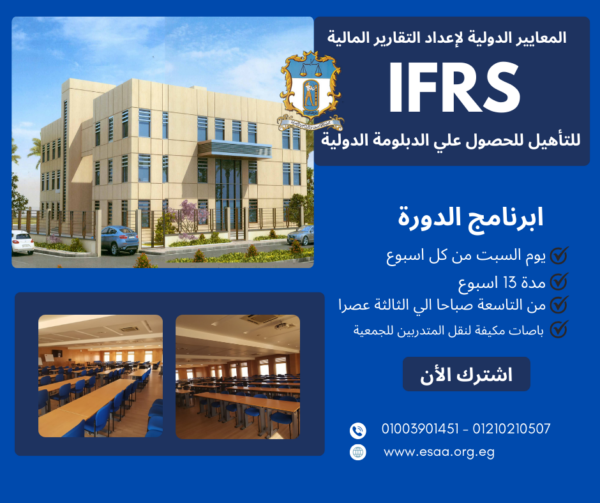 المعايير الدولية لإعداد التقارير المالية
IFRS
للتأهيل للحصول علي الدبلومة الدولية
ابرنامج الدورة
يوم السبت من كل اسبوع
مدة 13 اسبوع
من التاسعة صباحا الي الثالثة عصرا
باصات مكيفة لنقل المتدربين للجمعية
اشترك الأن
01003901451 - 01210210507
www.esaa.org.eg